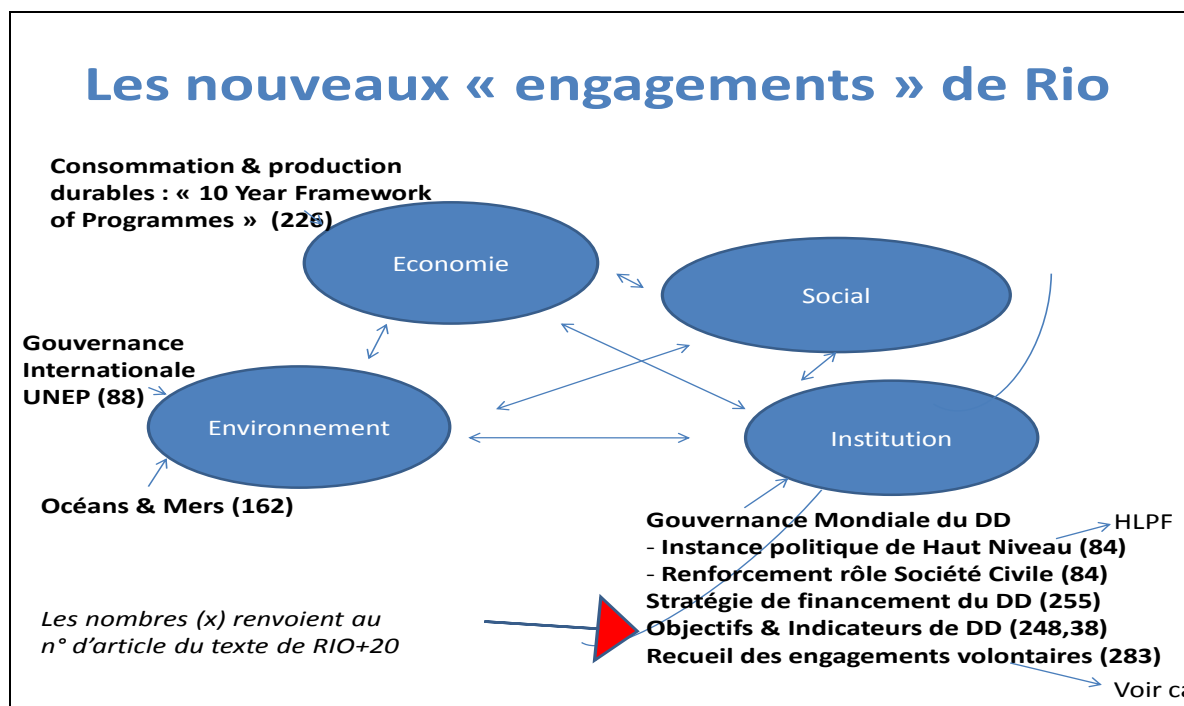 Les nouveaux « engagements » de Rio
Consommation & production
durables : « 10 Year Framework
of Programmes » (226)
Economie
Social
Gouvernance
Internationale
UNEP (88)
Environnement
Institution
Océans & Mers (162)
Gouvernance Mondiale du DD
- Instance politique de Haut Niveau (84)
- Renforcement rôle Société Civile (84)
Stratégie de financement du DD (255)
Objectifs & Indicateurs de DD (248,38)
Recueil des engagements volontaires (283)
HLPF
Voir ca
Les nombres (x) renvoient au
n° d’article du texte de RIO+20